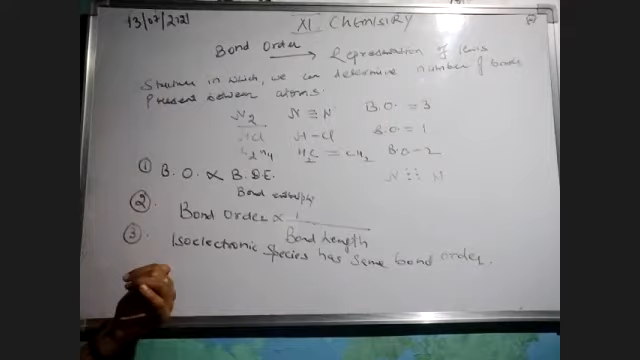 13/07/2021 XI Chemistry
Bond Order → Representation of lewis
Structure in which, we can determine number of bonds
Present between atoms.
N2 N ≡ N B.O. = 3
HCl H - Cl B.O = 1
C2H4 H2C = CH2 B.O - 2
① B.O. ∝ B.D.E. N ⋮⋮ N
Bond enthalpy
② Bond Order ∝ 1
Bond Length
③. Isoelectronic species has same bond order.